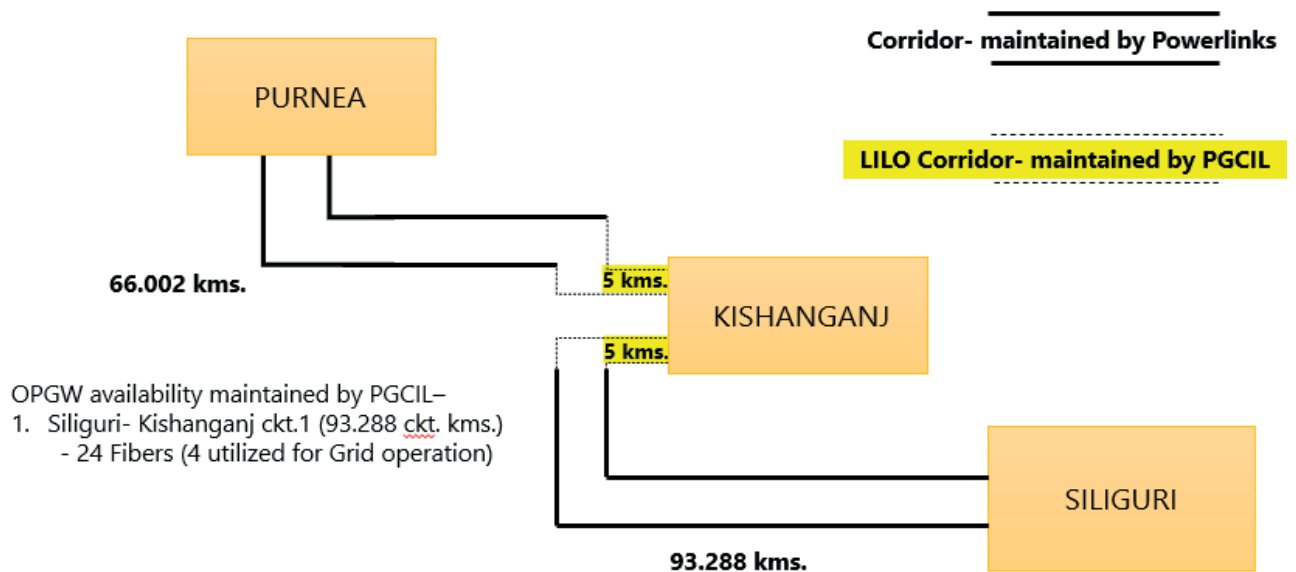 Corridor- maintained by Powerlinks
PURNEA
LILO Corridor- maintained by PGCIL
66.002 kms.
5 kms.
KISHANGANJ
5 kms.
OPGW availability maintained by PGCIL–
1. Siliguri- Kishanganj ckt.1 (93.288 ckt. kms.)
- 24 Fibers (4 utilized for Grid operation)
SILIGURI
93.288 kms.